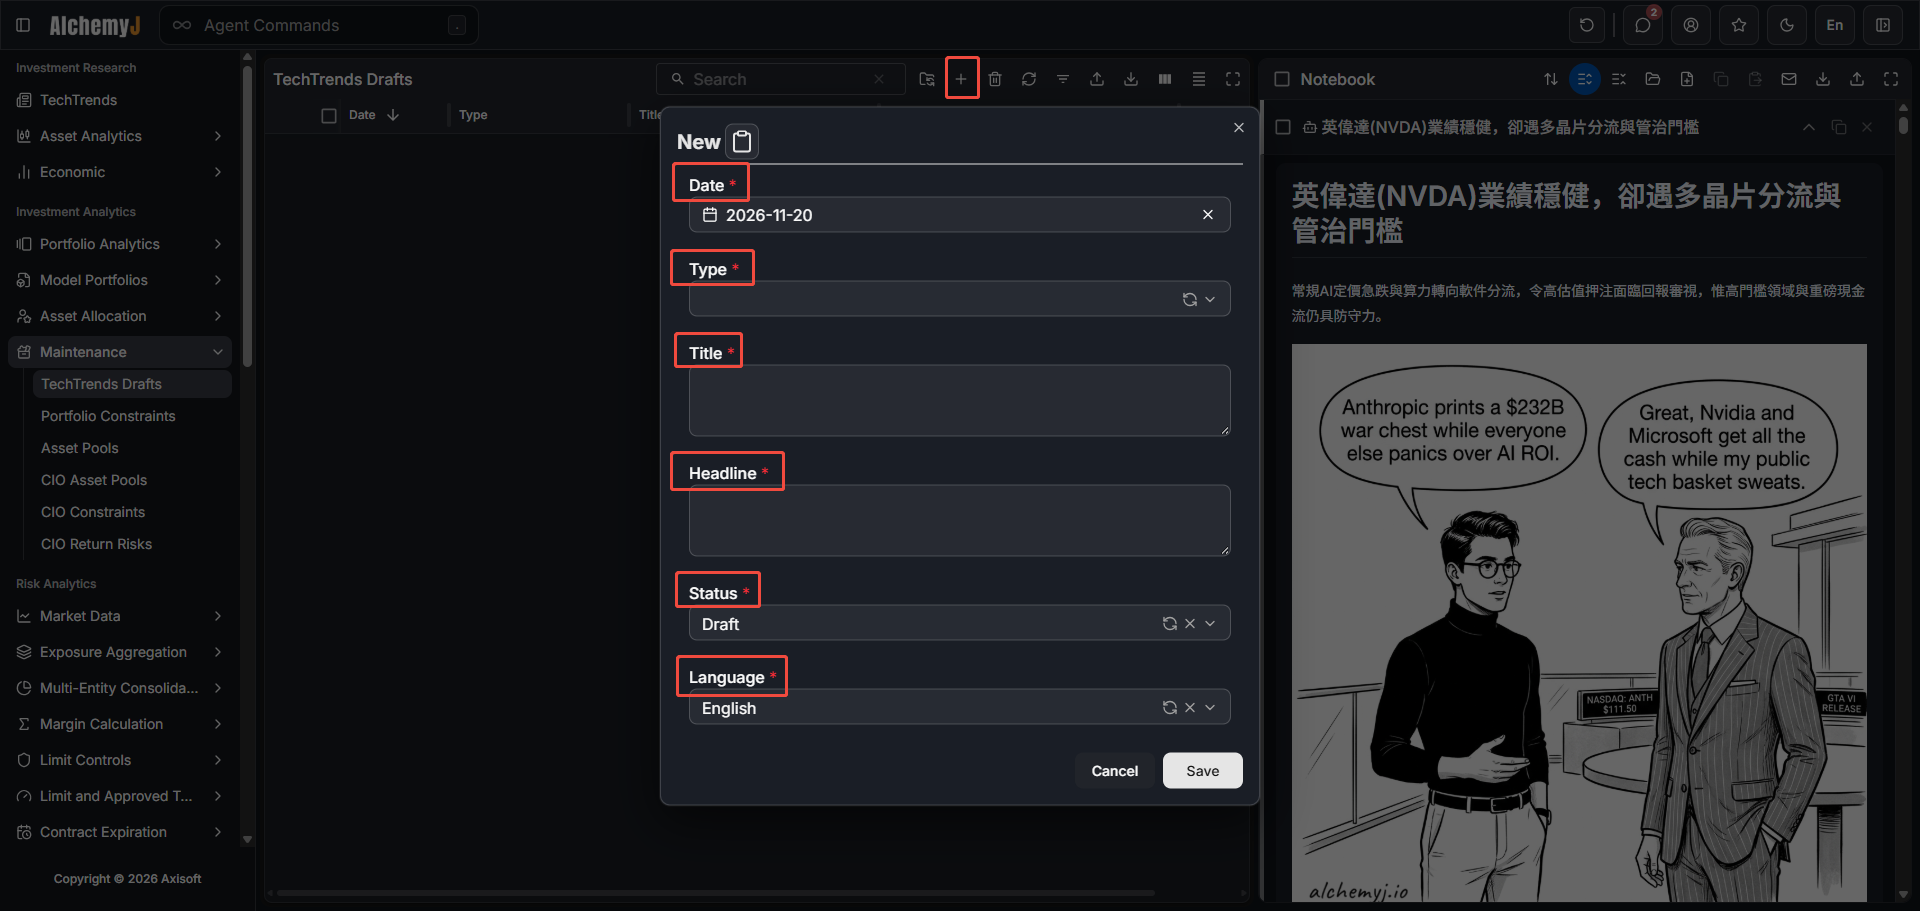 AlchemyJ
Agent Commands
.
2
En
Investment Research
TechTrends
Asset Analytics
Economic
Investment Analytics
Portfolio Analytics
Model Portfolios
Asset Allocation
Maintenance
TechTrends Drafts
Portfolio Constraints
Asset Pools
CIO Asset Pools
CIO Constraints
CIO Return Risks
Risk Analytics
Market Data
Exposure Aggregation
Multi-Entity Consolida...
Margin Calculation
Limit Controls
Limit and Approved T...
Contract Expiration
Copyright © 2026 Axisoft
TechTrends Drafts
Search
Date
Type
Title
New
Date *
2026-11-20
Type *
Title *
Headline *
Status *
Draft
Language *
English
Cancel
Save
Notebook
英偉達(NVDA)業績穩健，卻遇多晶片分流與管治門檻
英偉達(NVDA)業績穩健，卻遇多晶片分流與
管治門檻
常規AI定價急跌與算力轉向軟件分流，令高估值押注面臨回報審視，惟高門檻領域與重磅現金
流仍具防守力。
Anthropic prints a $232B
war chest while everyone
else panics over AI ROI.
Great, Nvidia and
Microsoft get all the
cash while my public
tech basket sweats.
NASDAQ: ANTH
$111.50
GTA VI
RELEASE
alchemyj.io